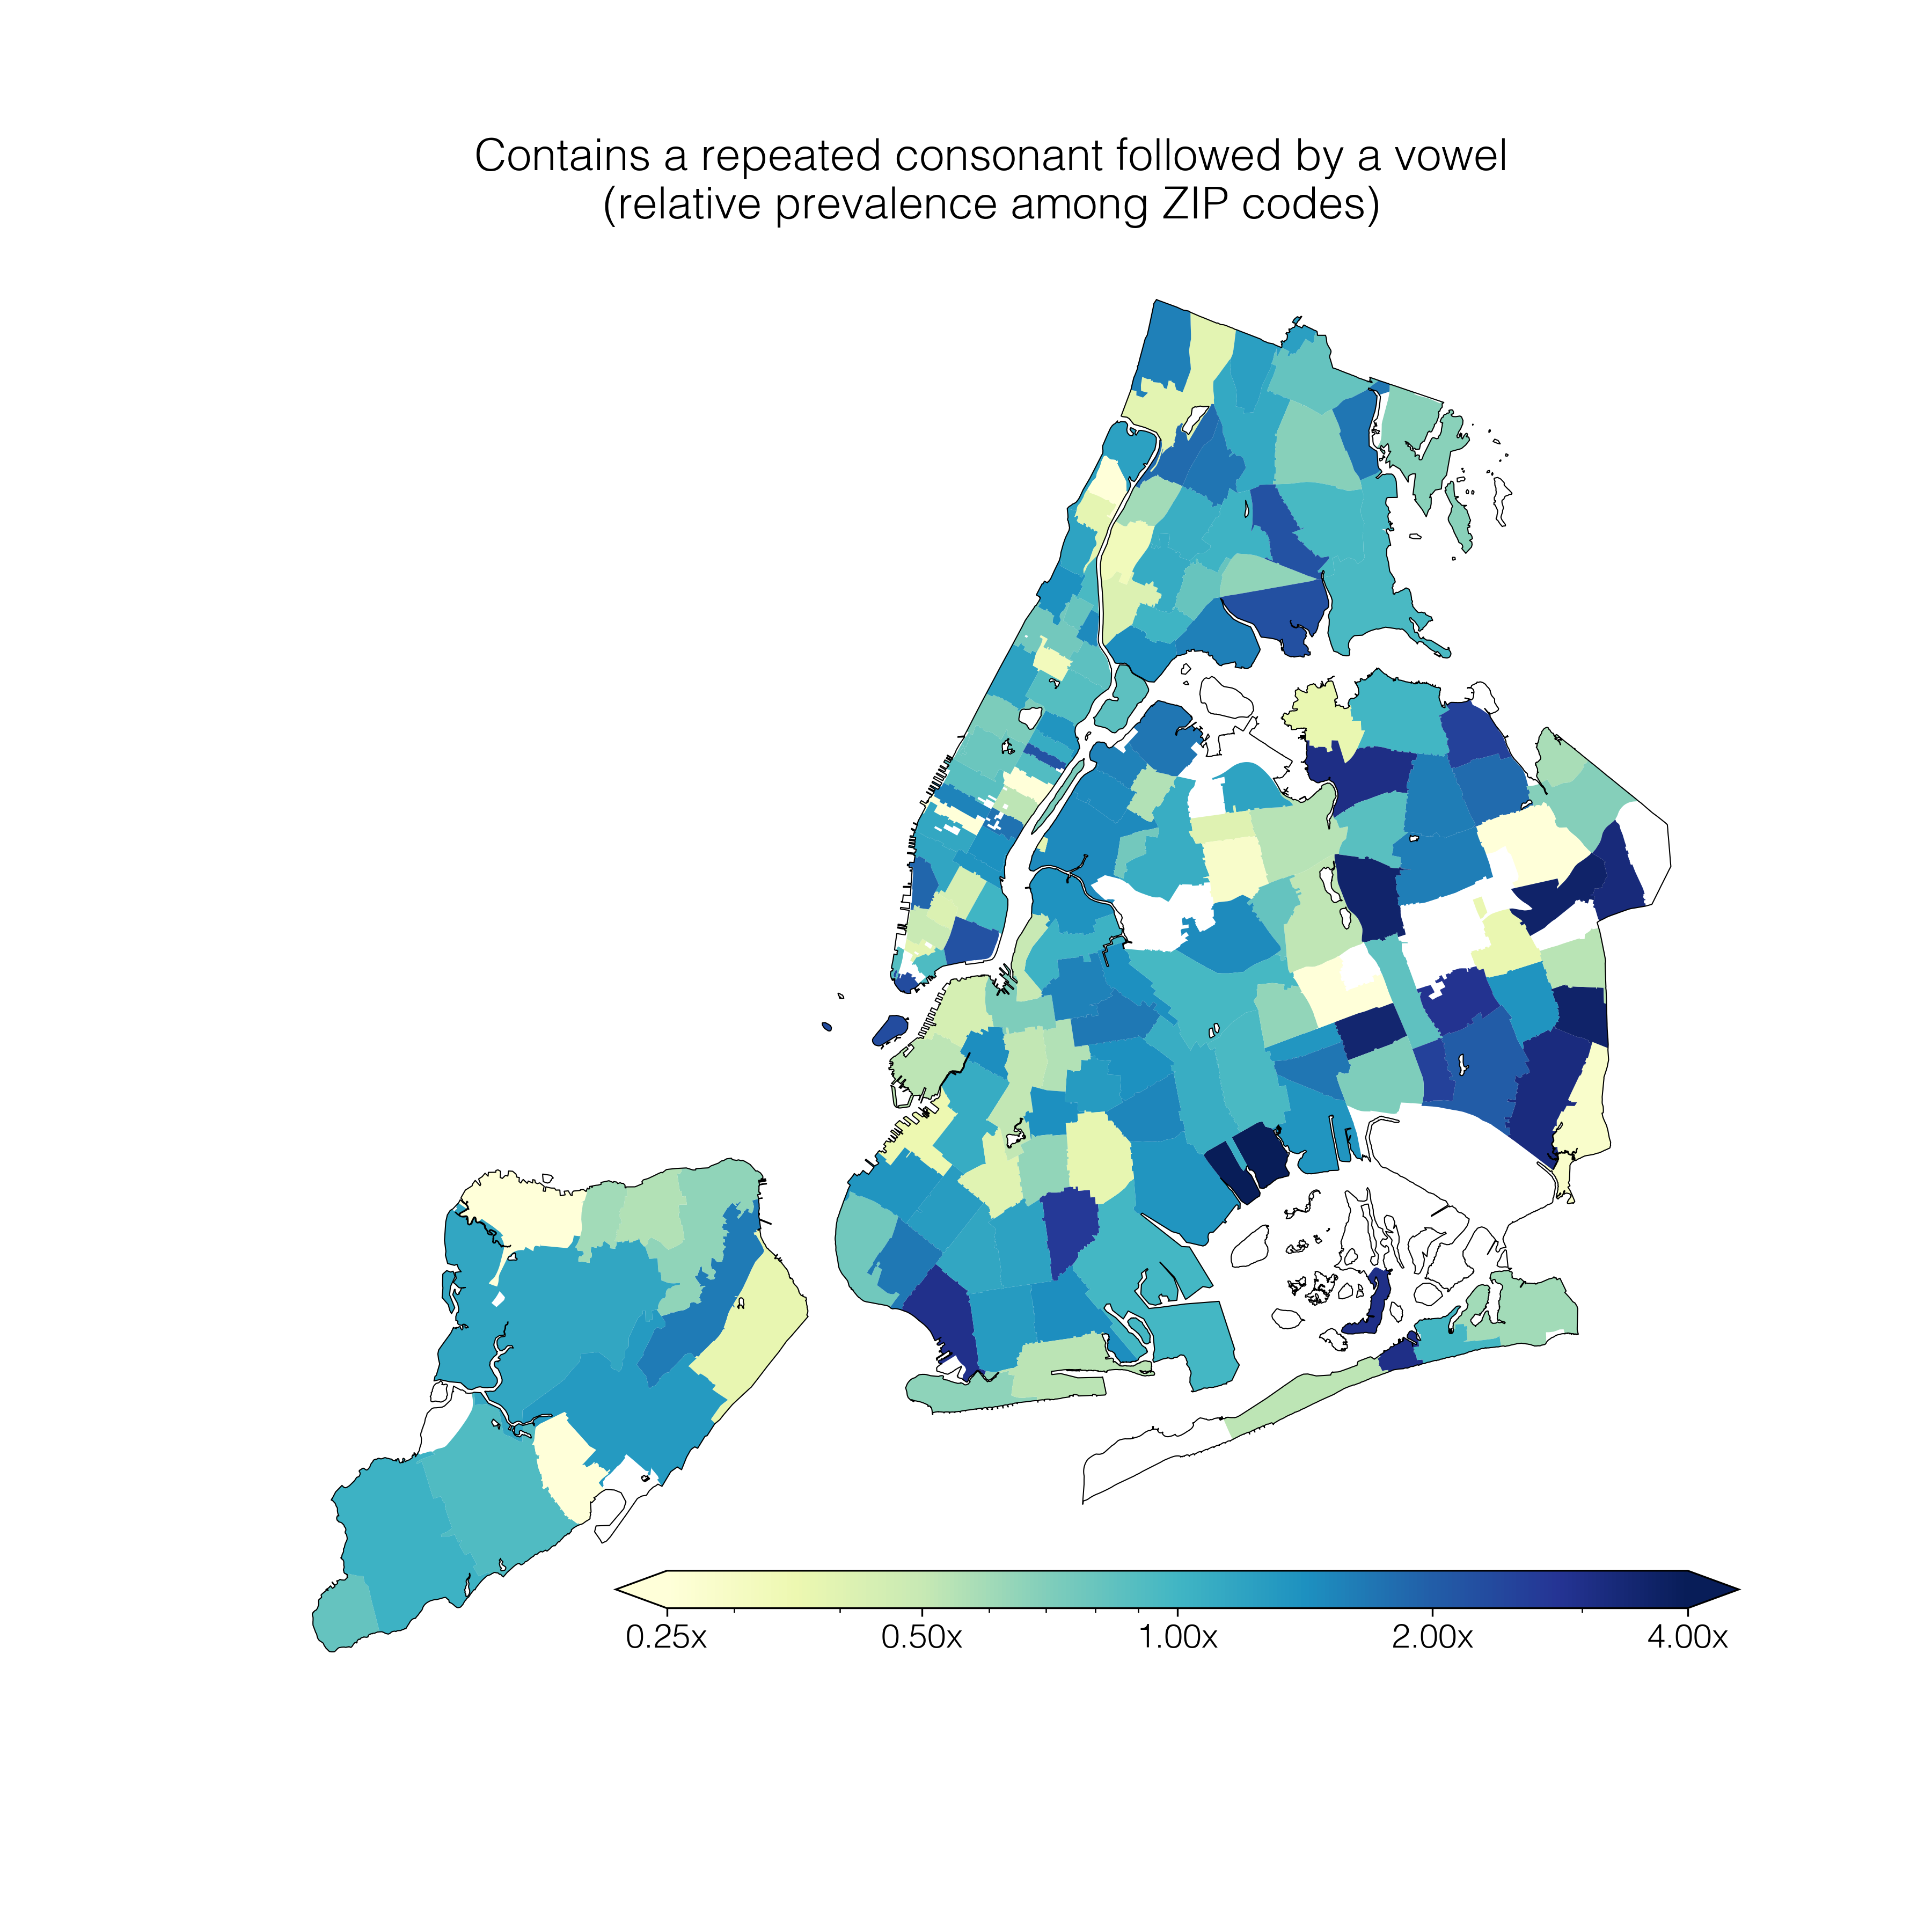 Contains a repeated consonant followed by a vowel
(relative prevalence among ZIP codes)
0.25x 0.50x 1.00x 2.00x 4.00x